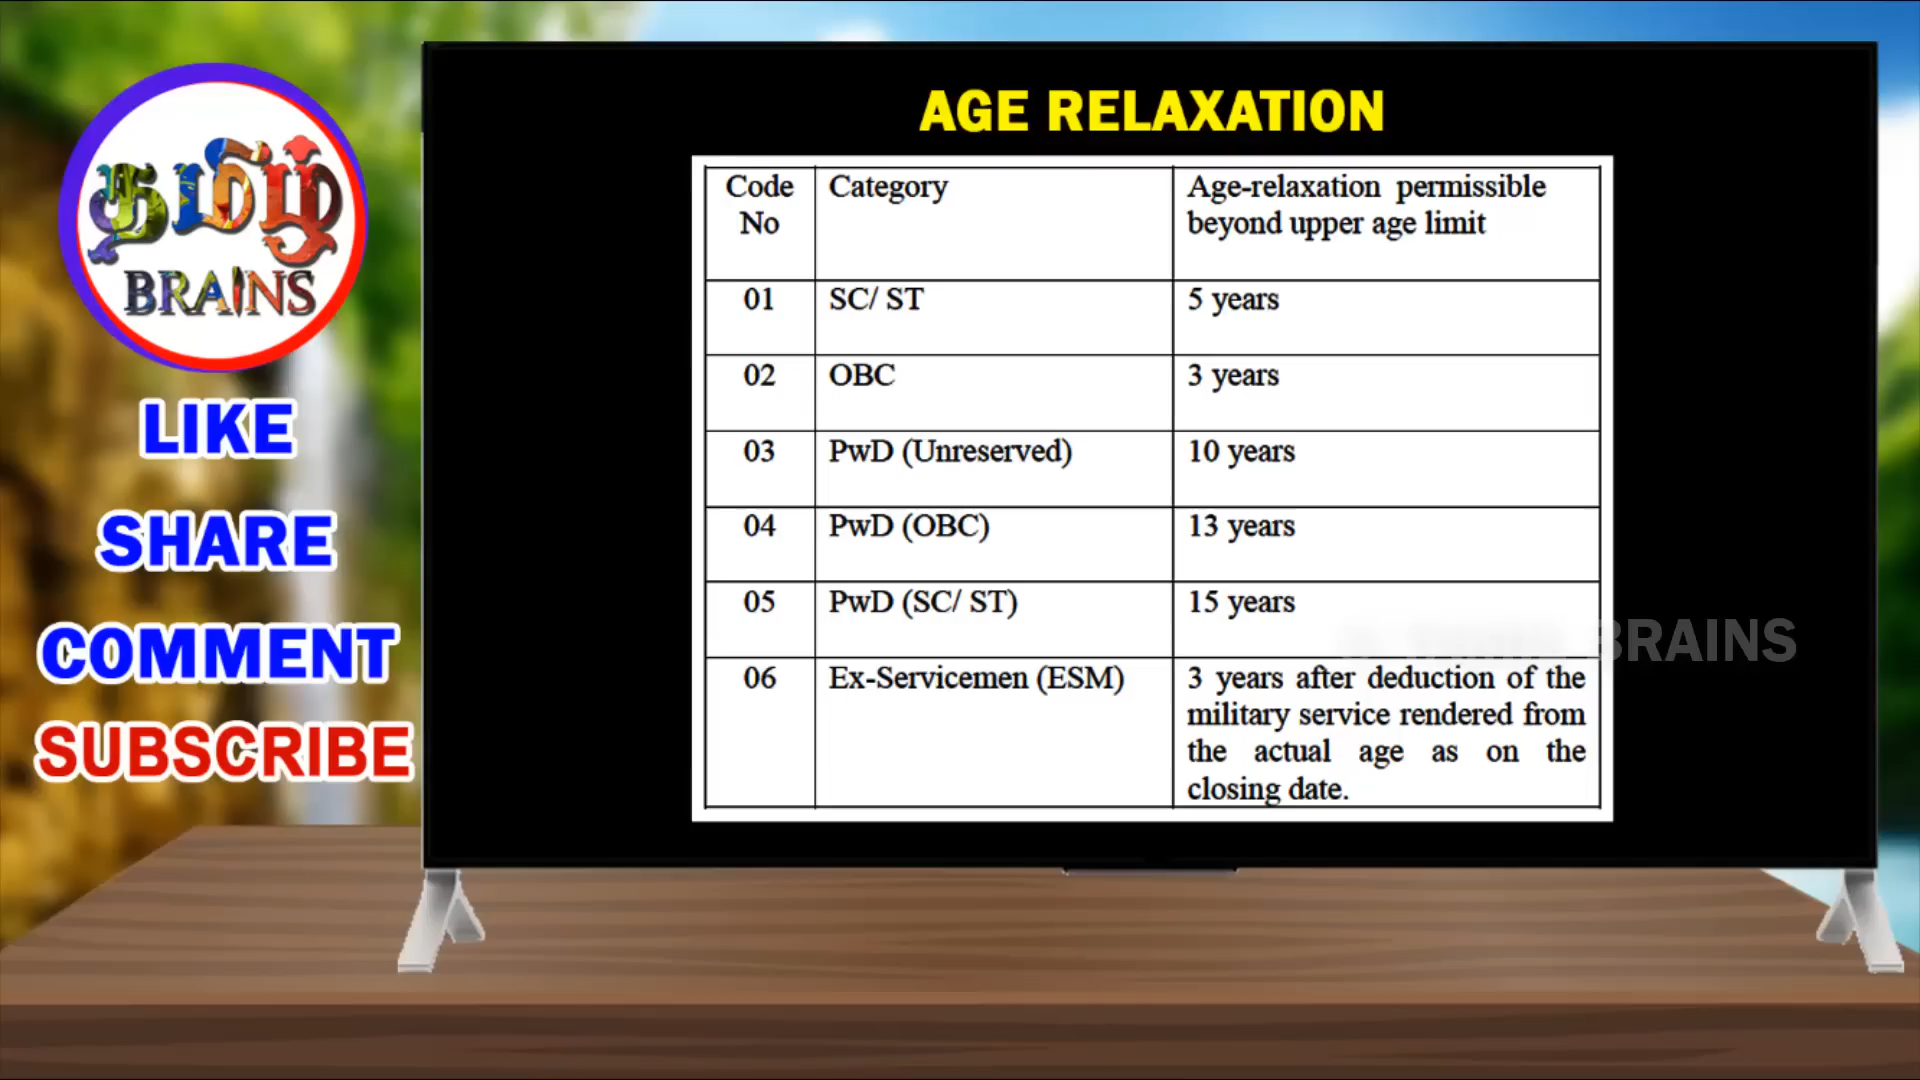 தமிழ்
BRAINS
LIKE
SHARE
COMMENT
SUBSCRIBE
AGE RELAXATION
Code No | Category | Age-relaxation permissible beyond upper age limit
01 | SC/ ST | 5 years
02 | OBC | 3 years
03 | PwD (Unreserved) | 10 years
04 | PwD (OBC) | 13 years
05 | PwD (SC/ ST) | 15 years
06 | Ex-Servicemen (ESM) | 3 years after deduction of the
military service rendered from
the actual age as on the
closing date.
BRAINS